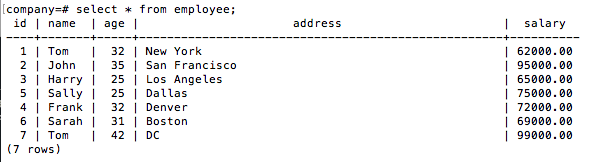 company=# select * from employee;
 id | name  | age |                      address                       |  salary
----+-------+-----+----------------------------------------------------+----------
  1 | Tom   |  32 | New York                                           | 62000.00
  2 | John  |  35 | San Francisco                                      | 95000.00
  3 | Harry |  25 | Los Angeles                                        | 65000.00
  5 | Sally |  25 | Dallas                                             | 75000.00
  4 | Frank |  32 | Denver                                             | 72000.00
  6 | Sarah |  31 | Boston                                             | 69000.00
  7 | Tom   |  42 | DC                                                 | 99000.00
(7 rows)